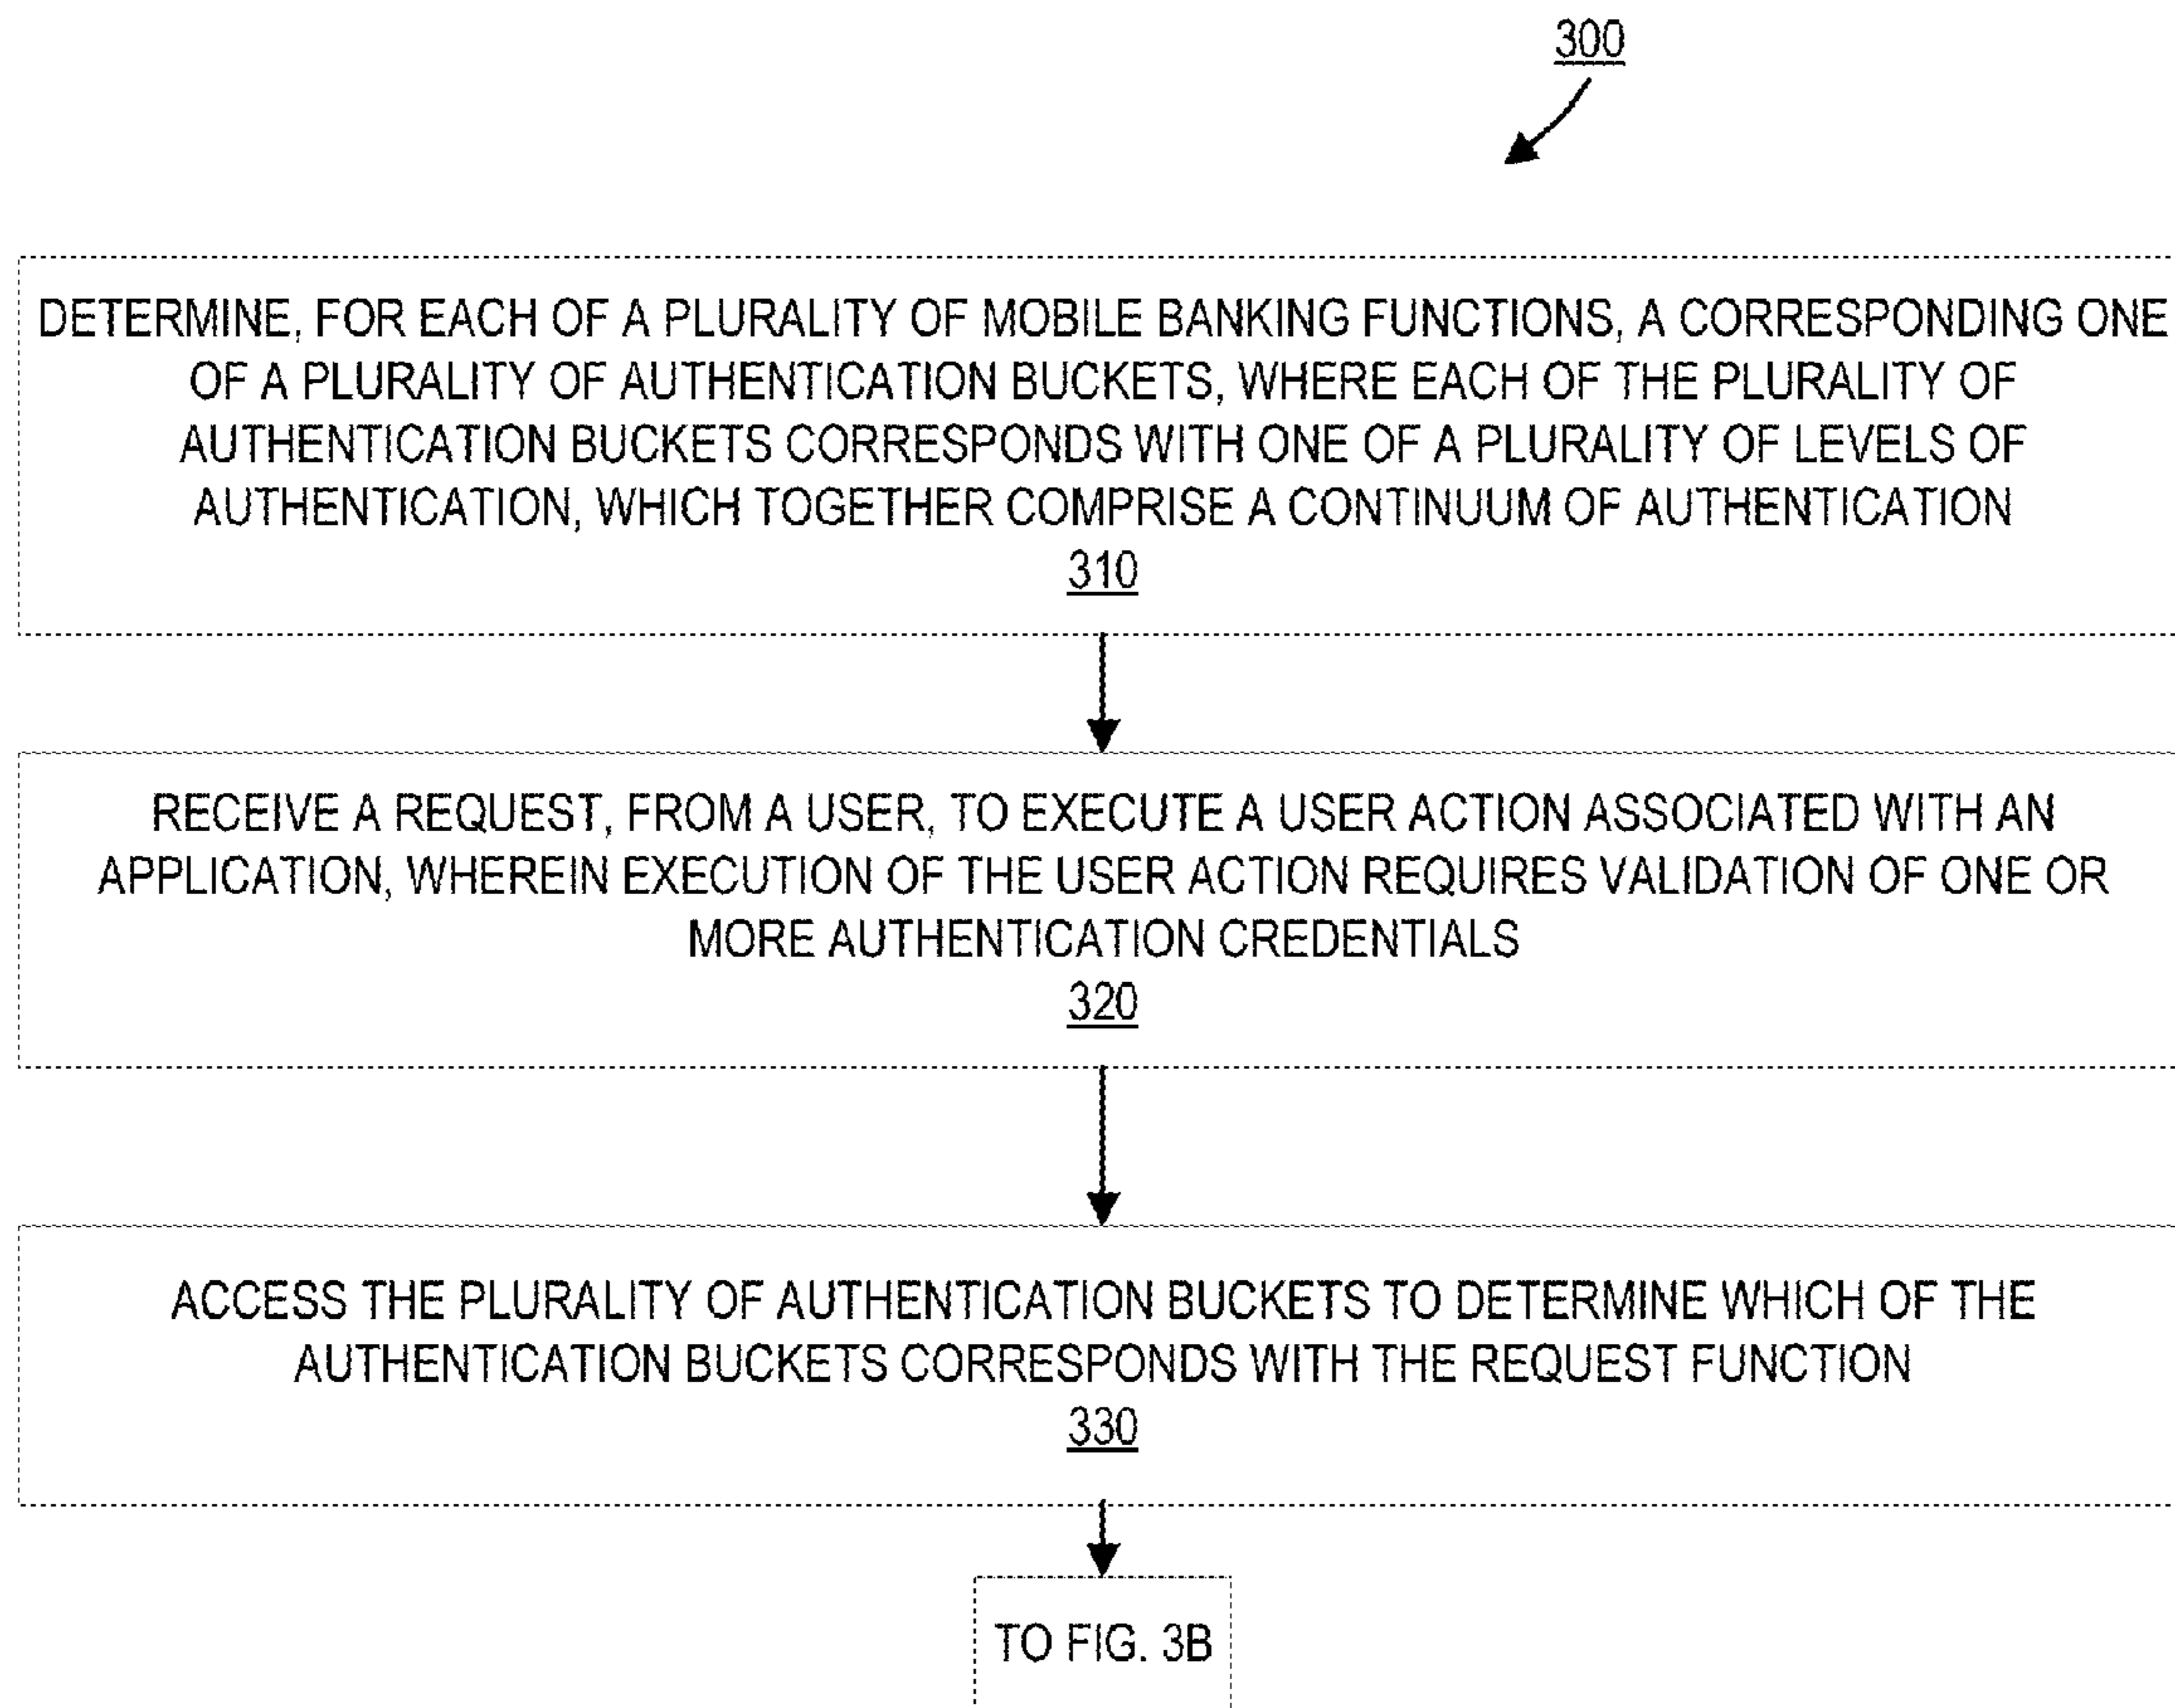 300
DETERMINE, FOR EACH OF A PLURALITY OF MOBILE BANKING FUNCTIONS, A CORRESPONDING ONE
OF A PLURALITY OF AUTHENTICATION BUCKETS, WHERE EACH OF THE PLURALITY OF
AUTHENTICATION BUCKETS CORRESPONDS WITH ONE OF A PLURALITY OF LEVELS OF
AUTHENTICATION, WHICH TOGETHER COMPRISE A CONTINUUM OF AUTHENTICATION
310
RECEIVE A REQUEST, FROM A USER, TO EXECUTE A USER ACTION ASSOCIATED WITH AN
APPLICATION, WHEREIN EXECUTION OF THE USER ACTION REQUIRES VALIDATION OF ONE OR
MORE AUTHENTICATION CREDENTIALS
320
ACCESS THE PLURALITY OF AUTHENTICATION BUCKETS TO DETERMINE WHICH OF THE
AUTHENTICATION BUCKETS CORRESPONDS WITH THE REQUEST FUNCTION
330
TO FIG. 3B